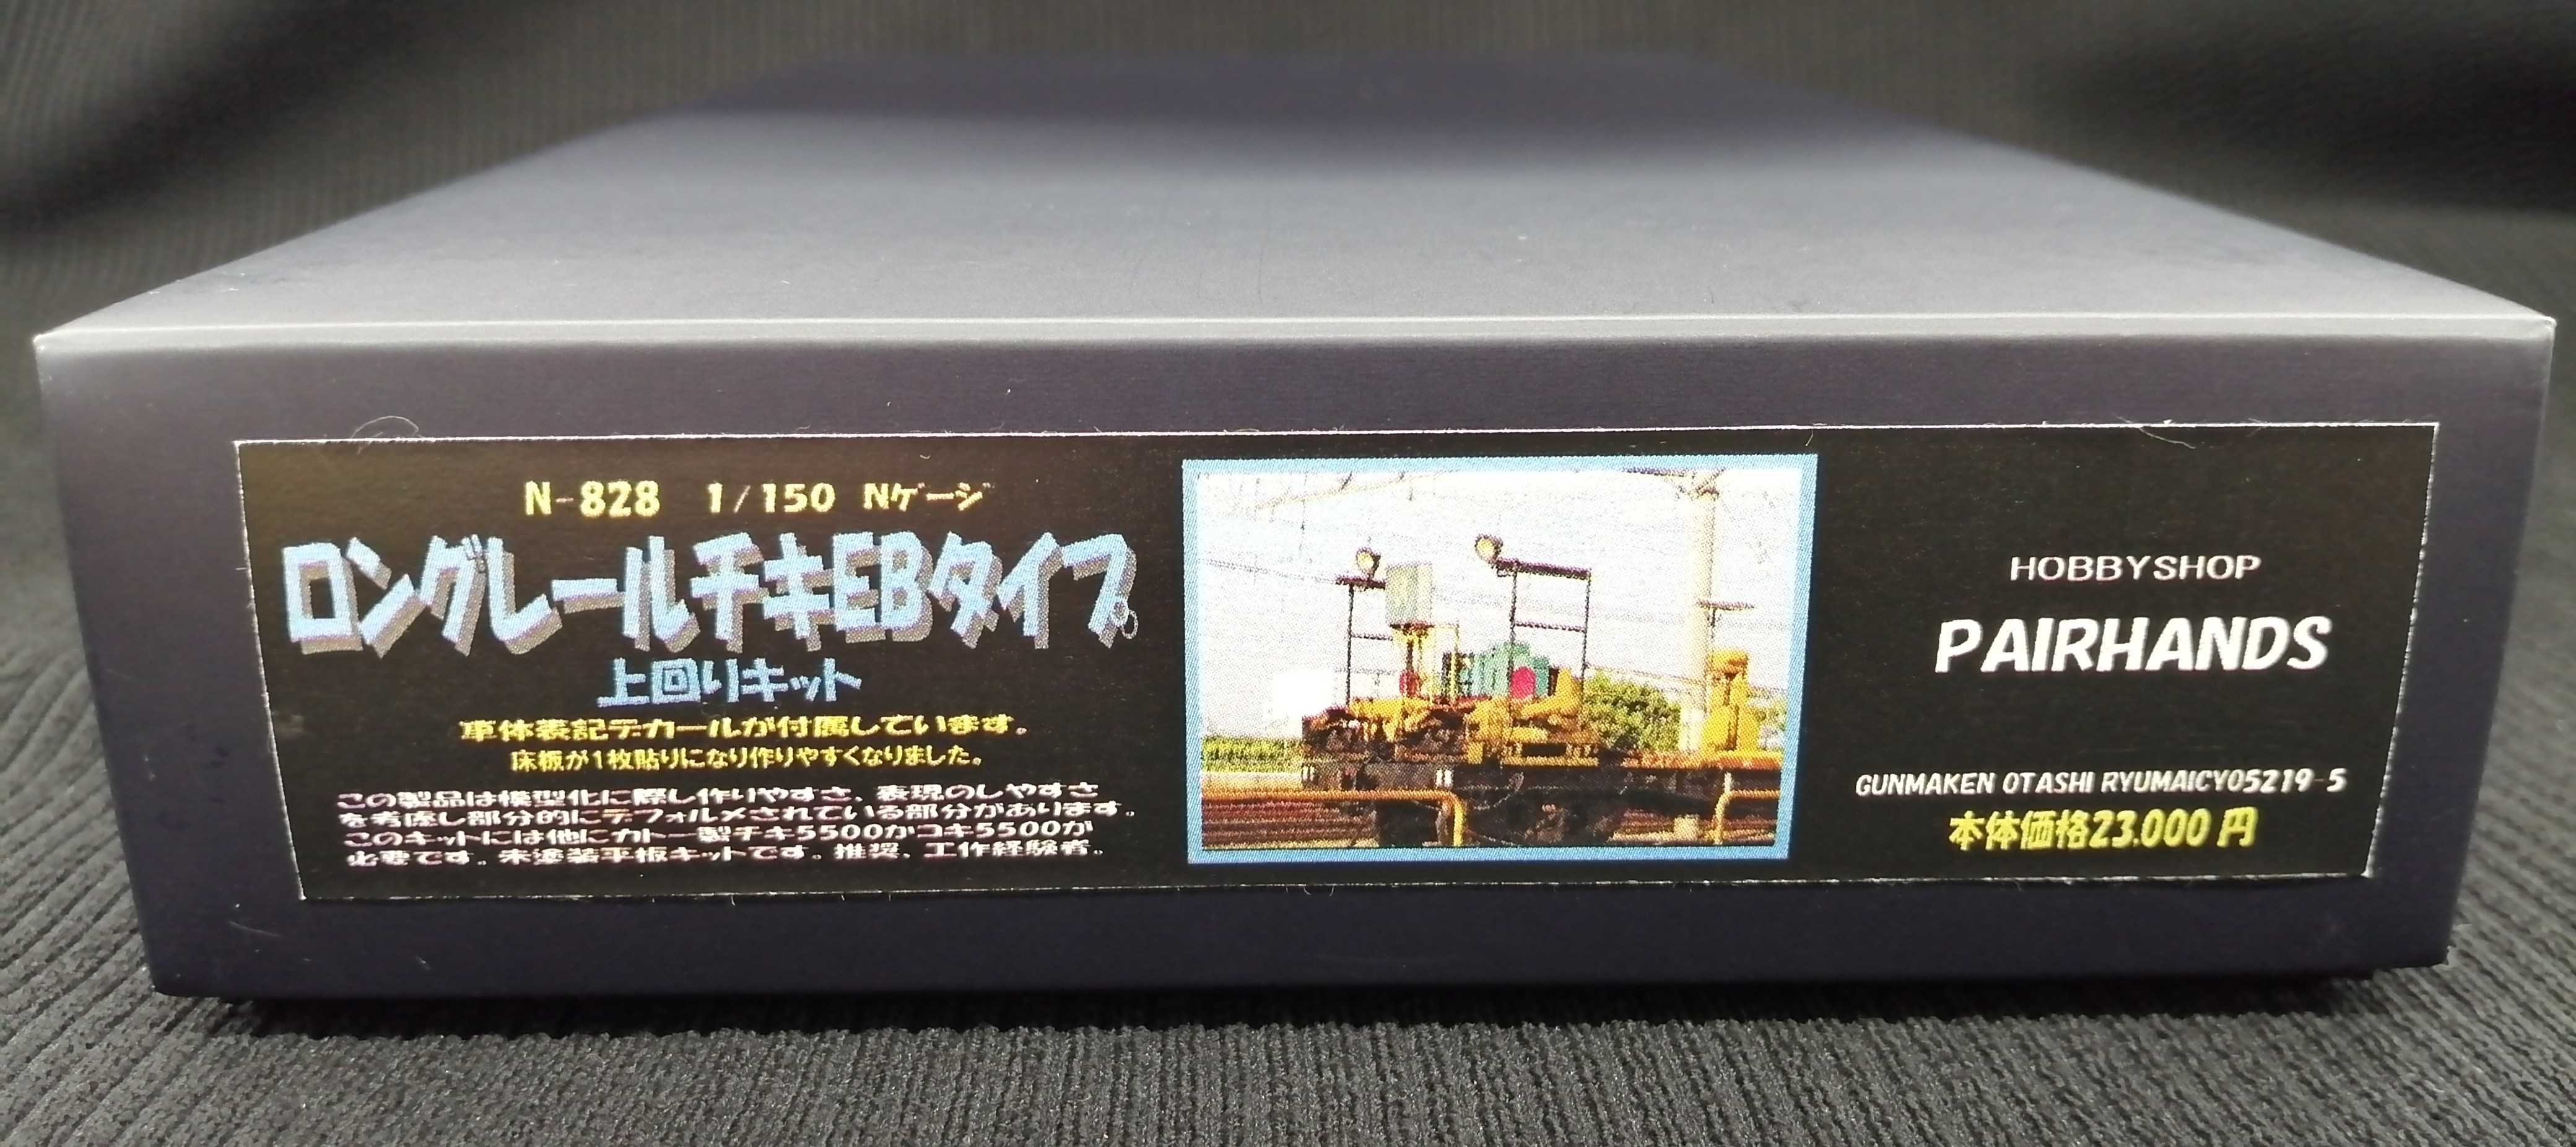 N-828 1/150 Nゲージ
ロングレールチキEBタイプ
上回りキット
車体表記デカールが付属しています。
床板が1枚貼りになり作りやすくなりました。
この製品は模型化に際し作りやすさ、表現のしやすさ
を考慮し部分的にデフォルメされている部分があります。
このキットには他にカトー製チキ5500かコキ5500が
必要です。未塗装平板キットです。推奨、工作経験者。
HOBBYSHOP
PAIRHANDS
GUNMAKEN OTASHI RYUMAICYO5219-5
本体価格23.000円